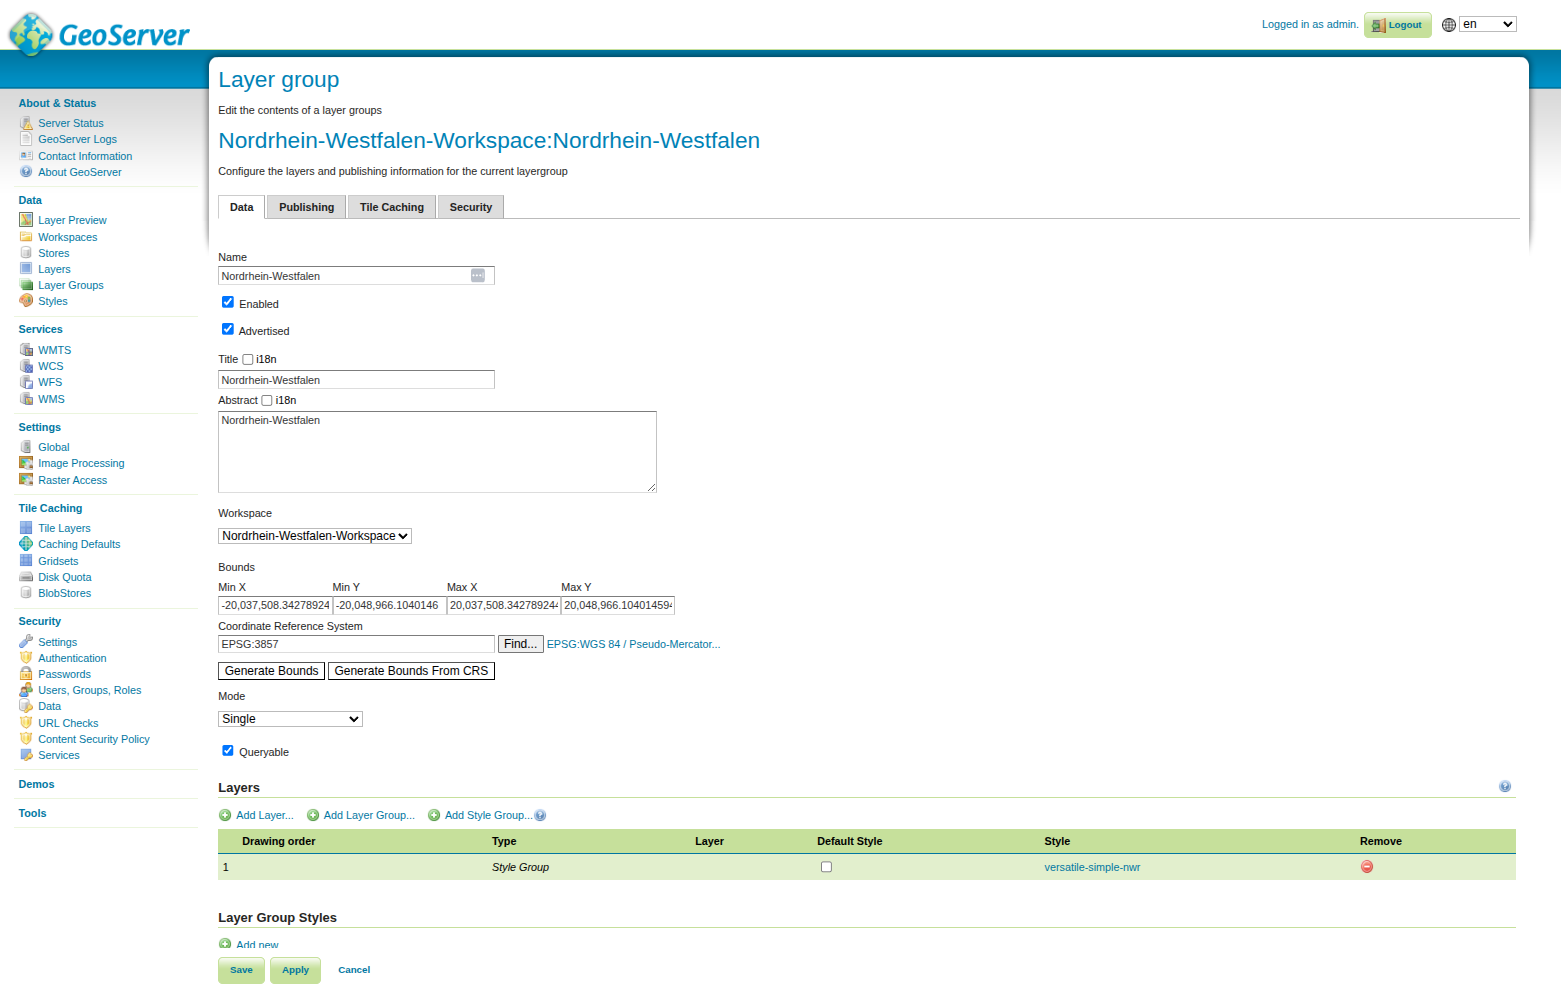 GeoServer
Logged in as admin. Logout en
Layer group
Edit the contents of a layer groups
Nordrhein-Westfalen-Workspace:Nordrhein-Westfalen
Configure the layers and publishing information for the current layergroup
About & Status
Server Status
GeoServer Logs
Contact Information
About GeoServer
Data
Layer Preview
Workspaces
Stores
Layers
Layer Groups
Styles
Services
WMTS
WCS
WFS
WMS
Settings
Global
Image Processing
Raster Access
Tile Caching
Tile Layers
Caching Defaults
Gridsets
Disk Quota
BlobStores
Security
Settings
Authentication
Passwords
Users, Groups, Roles
Data
URL Checks
Content Security Policy
Services
Demos
Tools
Data Publishing Tile Caching Security
Name
Nordrhein-Westfalen
Enabled
Advertised
Title i18n
Nordrhein-Westfalen
Abstract i18n
Nordrhein-Westfalen
Workspace
Nordrhein-Westfalen-Workspace
Bounds
Min X Min Y Max X Max Y
-20,037,508.34278924 -20,048,966.1040146 20,037,508.342789244 20,048,966.104014594
Coordinate Reference System
EPSG:3857 Find... EPSG:WGS 84 / Pseudo-Mercator...
Generate Bounds Generate Bounds From CRS
Mode
Single
Queryable
Layers
Add Layer... Add Layer Group... Add Style Group...
Drawing order Type Layer Default Style Style Remove
1 Style Group versatile-simple-nwr
Layer Group Styles
Add new
Save Apply Cancel